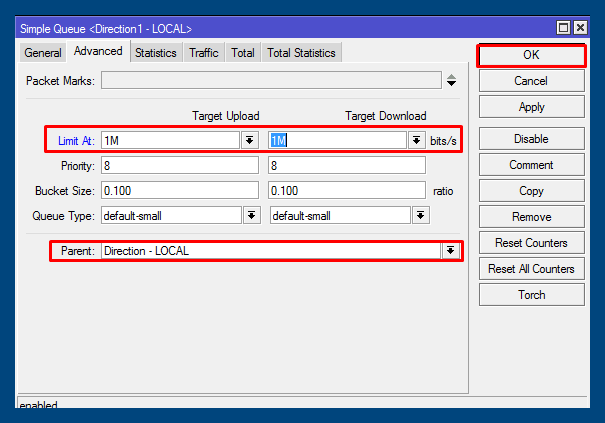 Simple Queue <Direction1 - LOCAL>
General Advanced Statistics Traffic Total Total Statistics
Packet Marks:
Target Upload Target Download
Limit At: 1M 1M bits/s
Priority: 8 8
Bucket Size: 0.100 0.100 ratio
Queue Type: default-small default-small
Parent: Direction - LOCAL
OK
Cancel
Apply
Disable
Comment
Copy
Remove
Reset Counters
Reset All Counters
Torch
enabled